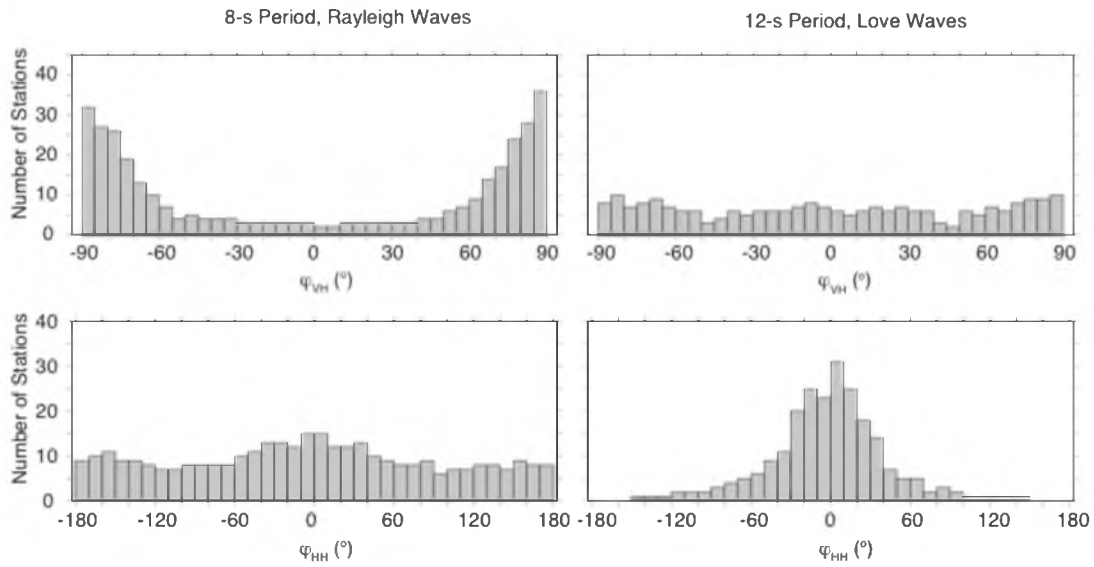 8-s Period, Rayleigh Waves
12-s Period, Love Waves
Number of Stations
40
30
20
10
0
-90 -60 -30 0 30 60 90
φVH (°)
-90 -60 -30 0 30 60 90
φVH (°)
Number of Stations
40
30
20
10
0
-180 -120 -60 0 60 120 180
φHH (°)
-180 -120 -60 0 60 120 180
φHH (°)